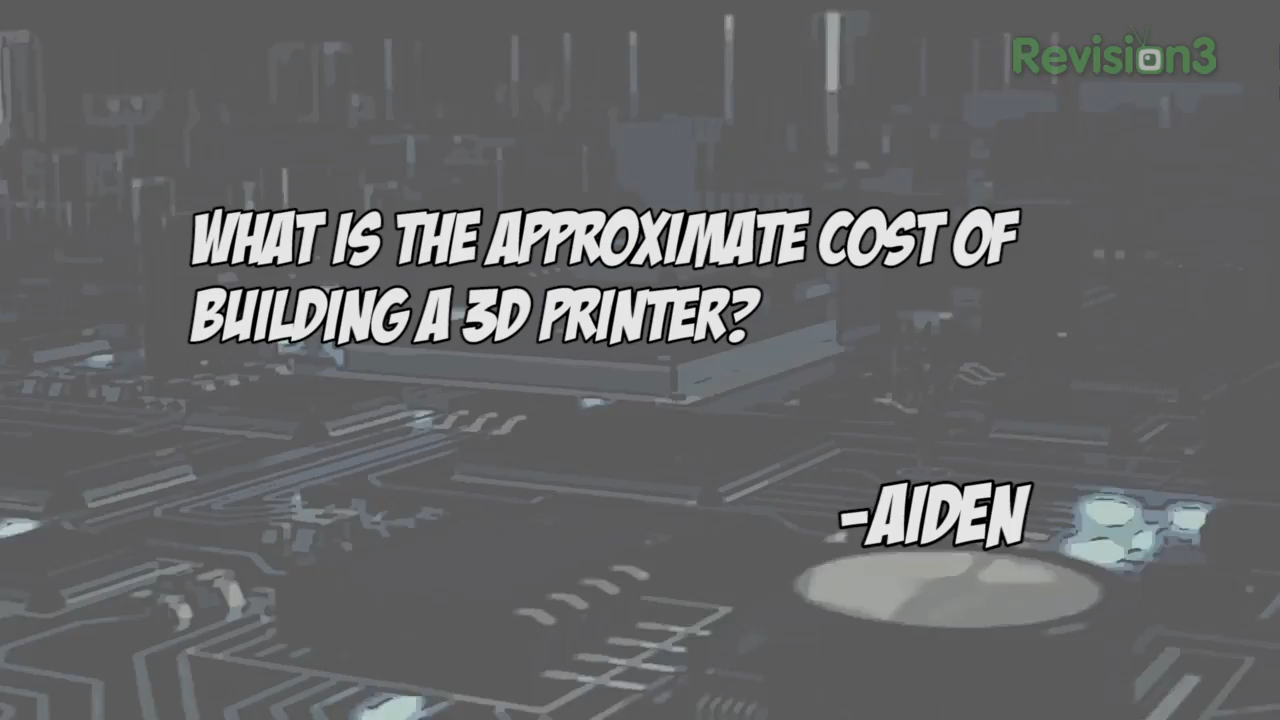 Revision3
WHAT IS THE APPROXIMATE COST OF
BUILDING A 3D PRINTER?
-AIDEN